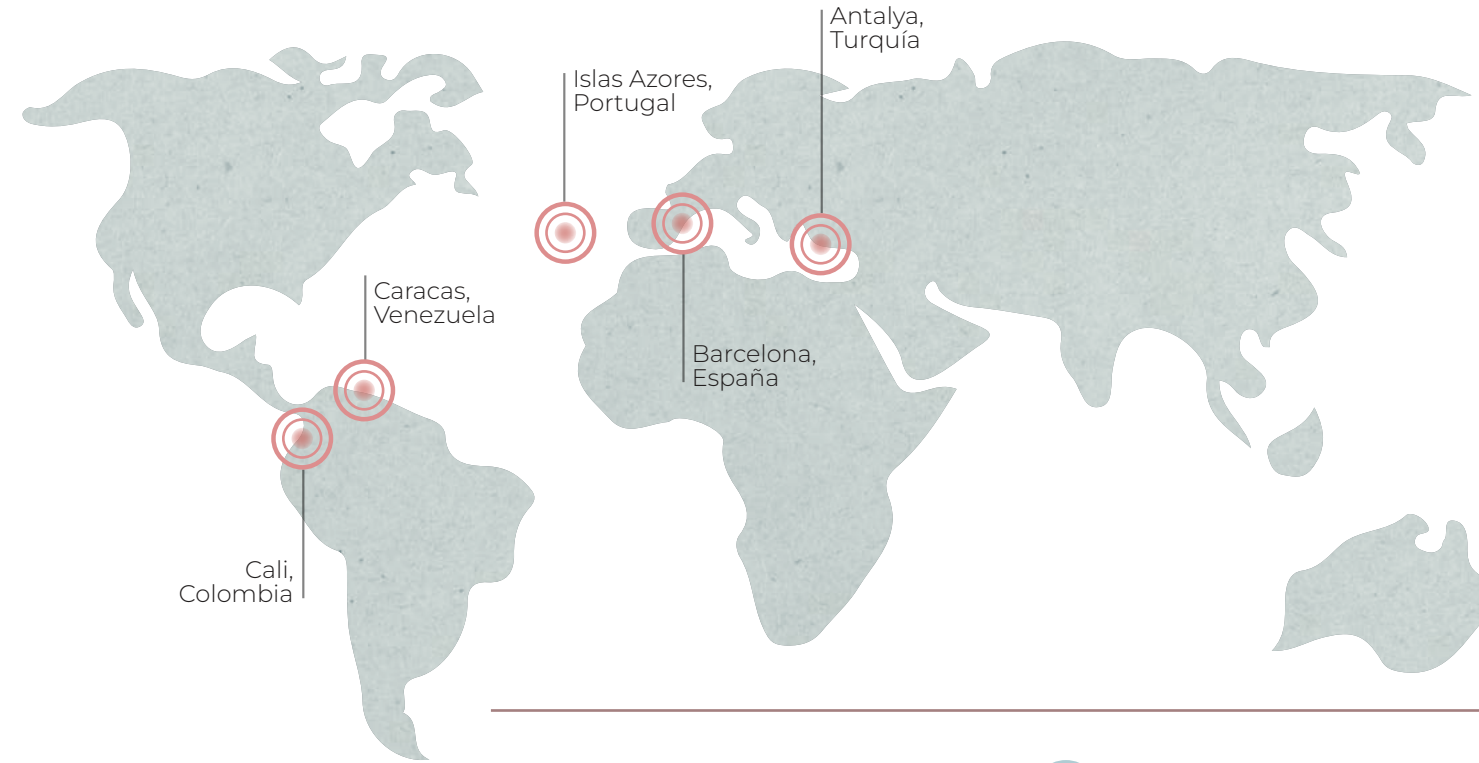 Antalya,
Turquía
Islas Azores,
Portugal
Caracas,
Venezuela
Barcelona,
España
Cali,
Colombia